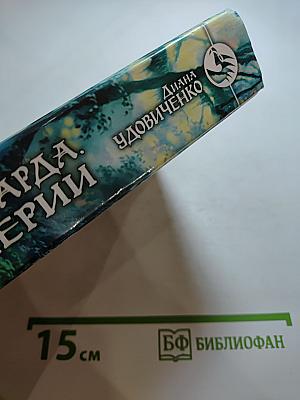 Диана
УДОВИЧЕНКО
АРДА.
ЕРИИ
15 см
БФ БИБЛИОФАН